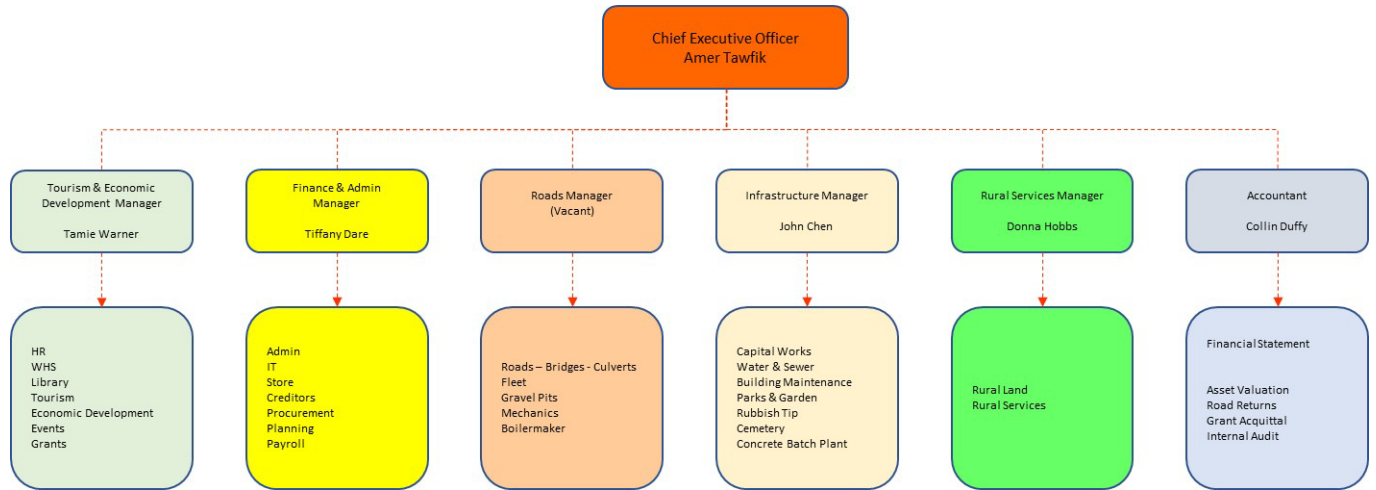 Chief Executive Officer
Amer Tawfik
Tourism & Economic
Development Manager
Tamie Warner
Finance & Admin
Manager
Tiffany Dare
Roads Manager
(Vacant)
Infrastructure Manager
John Chen
Rural Services Manager
Donna Hobbs
Accountant
Collin Duffy
HR
WHS
Library
Tourism
Economic Development
Events
Grants
Admin
IT
Store
Creditors
Procurement
Planning
Payroll
Roads – Bridges - Culverts
Fleet
Gravel Pits
Mechanics
Boilermaker
Capital Works
Water & Sewer
Building Maintenance
Parks & Garden
Rubbish Tip
Cemetery
Concrete Batch Plant
Rural Land
Rural Services
Financial Statement
Asset Valuation
Road Returns
Grant Acquittal
Internal Audit